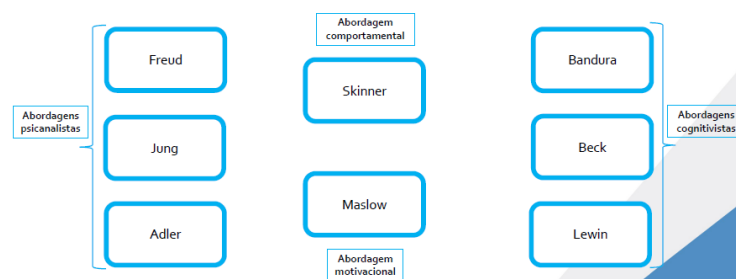 Abordagens
psicanalistas
Freud
Jung
Adler
Abordagem
comportamental
Skinner
Maslow
Abordagem
motivacional
Bandura
Beck
Lewin
Abordagens
cognitivistas